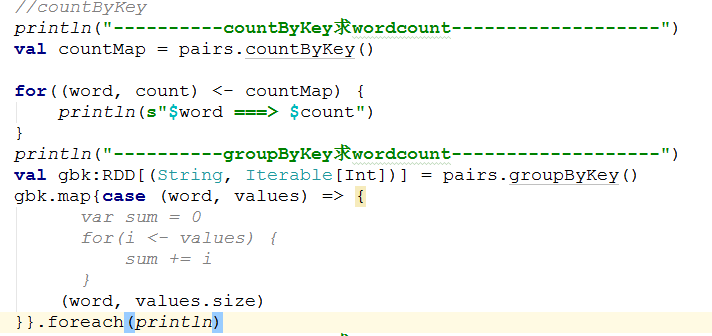 //countByKey
println("----------countByKey求wordcount-------------------")
val countMap = pairs.countByKey()
for((word, count) <- countMap) {
println(s"$word ===> $count")
}
println("----------groupByKey求wordcount-------------------")
val gbk:RDD[(String, Iterable[Int])] = pairs.groupByKey()
gbk.map{case (word, values) => {
var sum = 0
for(i <- values) {
sum += i
}
(word, values.size)
}}.foreach(println)